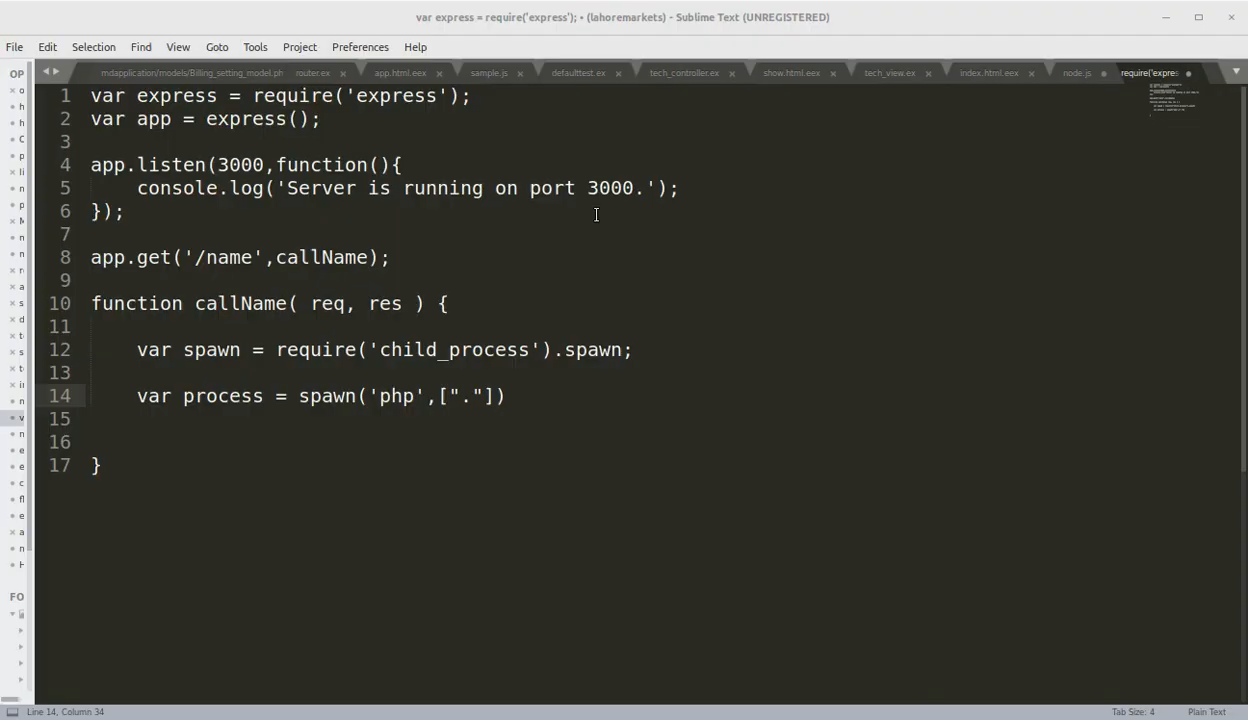 var express = require('express'); • (lahoremarkets) - Sublime Text (UNREGISTERED)
File Edit Selection Find View Goto Tools Project Preferences Help
mdapplication/models/Billing_setting_model.ph router.ex app.html.eex sample.js defaulttest.ex tech_controller.ex show.html.eex tech_view.ex index.html.eex node.js require('expres
OP
FO
1 var express = require('express');
2 var app = express();
3
4 app.listen(3000,function(){
5 console.log('Server is running on port 3000.');
6 });
7
8 app.get('/name',callName);
9
10 function callName( req, res ) {
11
12 var spawn = require('child_process').spawn;
13
14 var process = spawn('php',["."])
15
16
17 }
Line 14, Column 34 Tab Size: 4 Plain Text